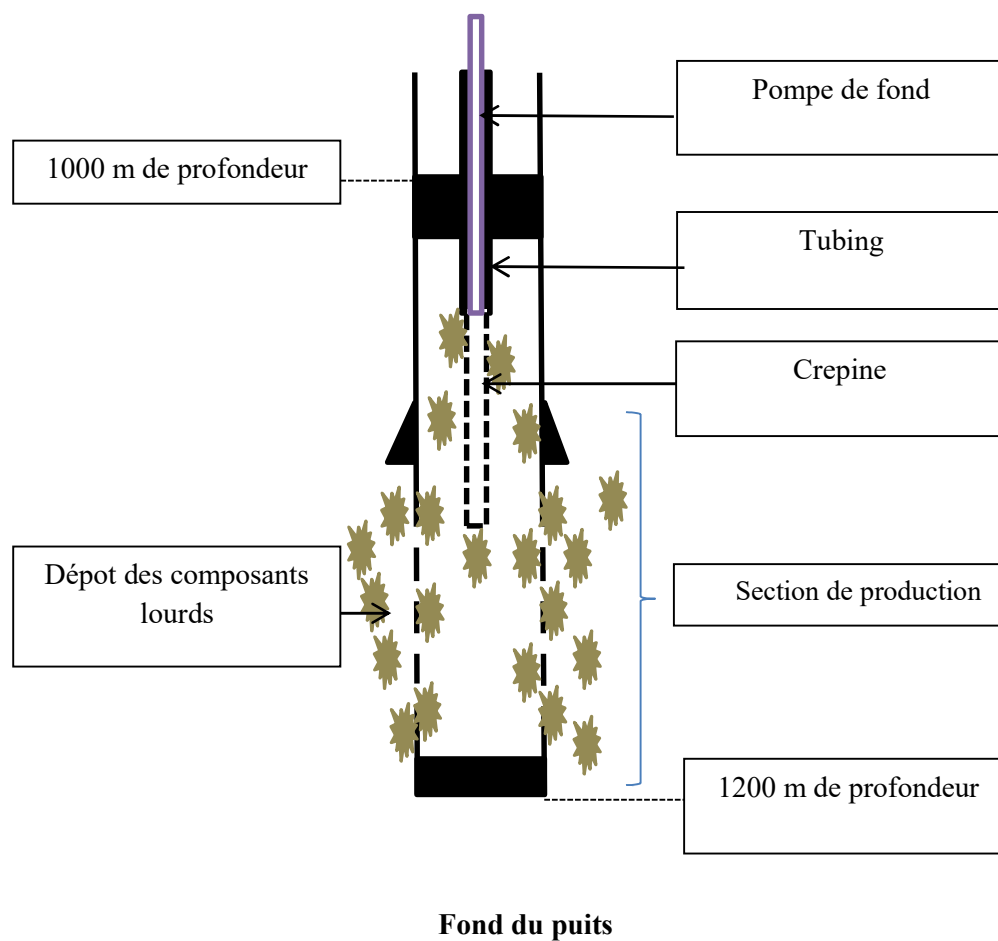 Pompe de fond
1000 m de profondeur
Tubing
Crepine
Dépot des composants
lourds
Section de production
1200 m de profondeur
Fond du puits